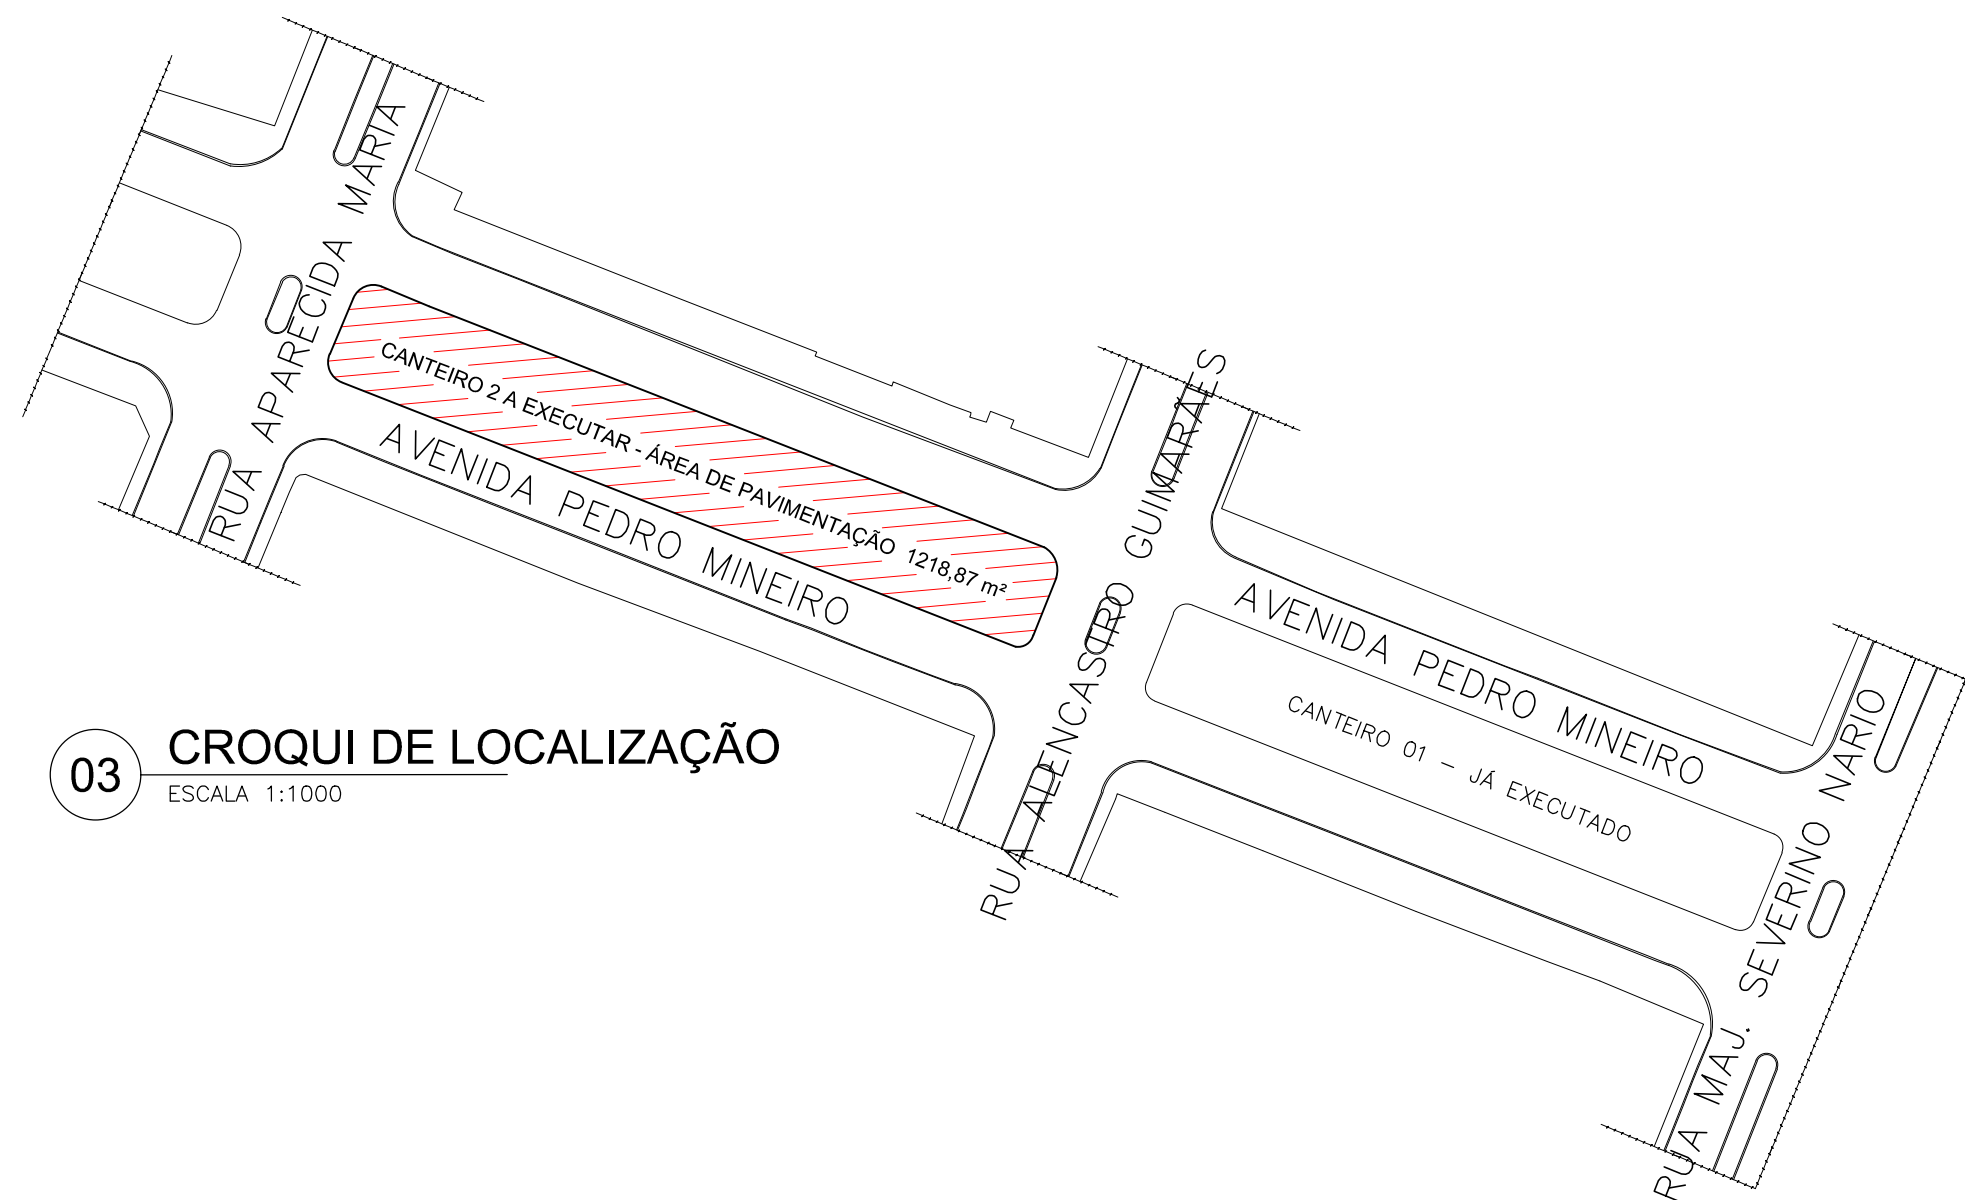 RUA APARECIDA MARIA
CANTEIRO 2 A EXECUTAR - ÁREA DE PAVIMENTAÇÃO 1218,87 m²
AVENIDA PEDRO MINEIRO
RUA ALENCASTRO GUIMARÃES
AVENIDA PEDRO MINEIRO
CANTEIRO 01 - JÁ EXECUTADO
RUA MAJ. SEVERINO NARIO
03
CROQUI DE LOCALIZAÇÃO
ESCALA 1:1000